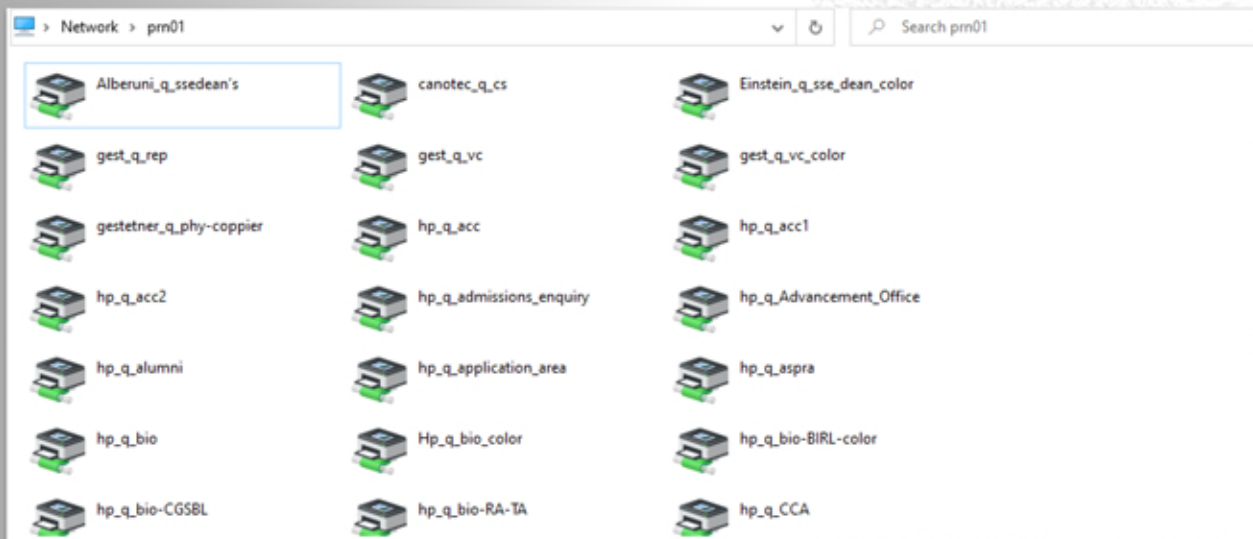 Network > prn01
Search prn01
Alberuni_q_ssedean's
canotec_q_cs
Einstein_q_sse_dean_color
gest_q_rep
gest_q_vc
gest_q_vc_color
gestetner_q_phy-coppier
hp_q_acc
hp_q_acc1
hp_q_acc2
hp_q_admissions_enquiry
hp_q_Advancement_Office
hp_q_alumni
hp_q_application_area
hp_q_aspra
hp_q_bio
Hp_q_bio_color
hp_q_bio-BIRL-color
hp_q_bio-CGSBL
hp_q_bio-RA-TA
hp_q_CCA